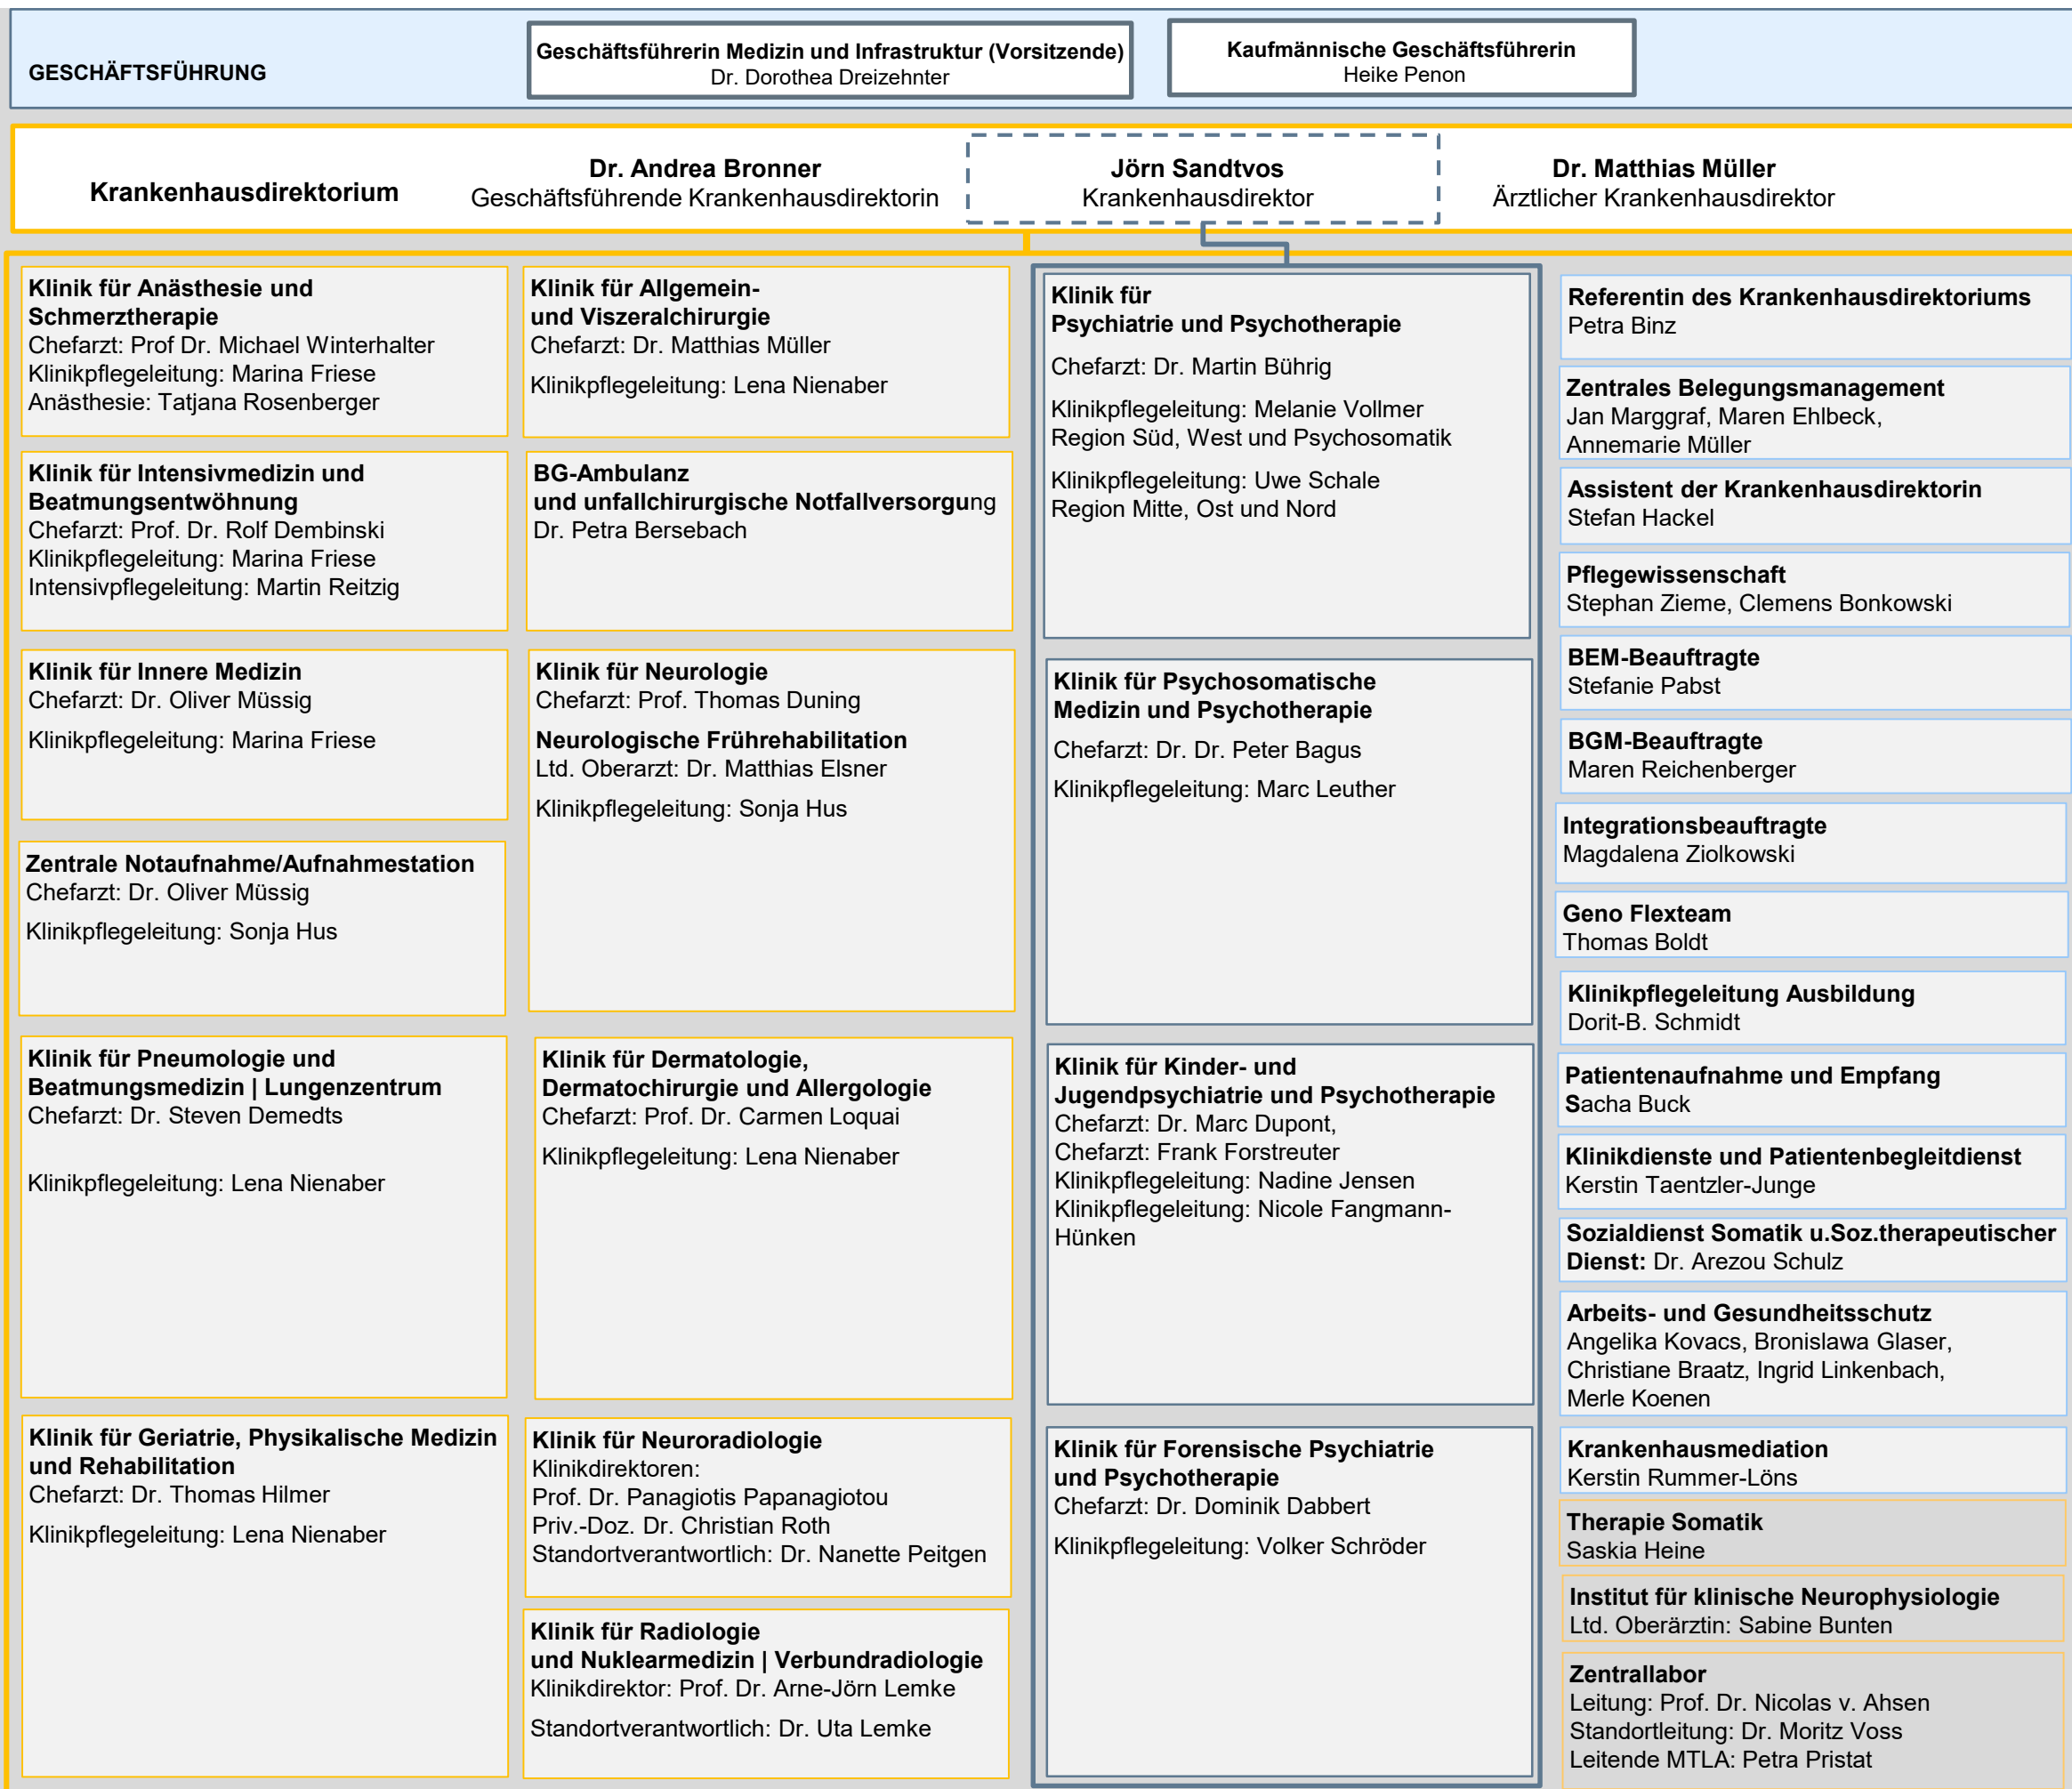 GESCHÄFTSFÜHRUNG
Geschäftsführerin Medizin und Infrastruktur (Vorsitzende)
Dr. Dorothea Dreizehnter
Kaufmännische Geschäftsführerin
Heike Penon
Krankenhausdirektorium
Dr. Andrea Bronner
Geschäftsführende Krankenhausdirektorin
Jörn Sandtvos
Krankenhausdirektor
Dr. Matthias Müller
Ärztlicher Krankenhausdirektor
Klinik für Anästhesie und
Schmerztherapie
Chefarzt: Prof Dr. Michael Winterhalter
Klinikpflegeleitung: Marina Friese
Anästhesie: Tatjana Rosenberger
Klinik für Intensivmedizin und
Beatmungsentwöhnung
Chefarzt: Prof. Dr. Rolf Dembinski
Klinikpflegeleitung: Marina Friese
Intensivpflegeleitung: Martin Reitzig
Klinik für Innere Medizin
Chefarzt: Dr. Oliver Müssig
Klinikpflegeleitung: Marina Friese
Zentrale Notaufnahme/Aufnahmestation
Chefarzt: Dr. Oliver Müssig
Klinikpflegeleitung: Sonja Hus
Klinik für Pneumologie und
Beatmungsmedizin | Lungenzentrum
Chefarzt: Dr. Steven Demedts
Klinikpflegeleitung: Lena Nienaber
Klinik für Geriatrie, Physikalische Medizin
und Rehabilitation
Chefarzt: Dr. Thomas Hilmer
Klinikpflegeleitung: Lena Nienaber
Klinik für Allgemein-
und Viszeralchirurgie
Chefarzt: Dr. Matthias Müller
Klinikpflegeleitung: Lena Nienaber
BG-Ambulanz
und unfallchirurgische Notfallversorgung
Dr. Petra Bersebach
Klinik für Neurologie
Chefarzt: Prof. Thomas Duning
Neurologische Frührehabilitation
Ltd. Oberarzt: Dr. Matthias Elsner
Klinikpflegeleitung: Sonja Hus
Klinik für Dermatologie,
Dermatochirurgie und Allergologie
Chefarzt: Prof. Dr. Carmen Loquai
Klinikpflegeleitung: Lena Nienaber
Klinik für Neuroradiologie
Klinikdirektoren:
Prof. Dr. Panagiotis Papanagiotou
Priv.-Doz. Dr. Christian Roth
Standortverantwortlich: Dr. Nanette Peitgen
Klinik für Radiologie
und Nuklearmedizin | Verbundradiologie
Klinikdirektor: Prof. Dr. Arne-Jörn Lemke
Standortverantwortlich: Dr. Uta Lemke
Klinik für
Psychiatrie und Psychotherapie
Chefarzt: Dr. Martin Bührig
Klinikpflegeleitung: Melanie Vollmer
Region Süd, West und Psychosomatik
Klinikpflegeleitung: Uwe Schale
Region Mitte, Ost und Nord
Klinik für Psychosomatische
Medizin und Psychotherapie
Chefarzt: Dr. Dr. Peter Bagus
Klinikpflegeleitung: Marc Leuther
Klinik für Kinder- und
Jugendpsychiatrie und Psychotherapie
Chefarzt: Dr. Marc Dupont,
Chefarzt: Frank Forstreuter
Klinikpflegeleitung: Nadine Jensen
Klinikpflegeleitung: Nicole Fangmann-
Hünken
Klinik für Forensische Psychiatrie
und Psychotherapie
Chefarzt: Dr. Dominik Dabbert
Klinikpflegeleitung: Volker Schröder
Referentin des Krankenhausdirektoriums
Petra Binz
Zentrales Belegungsmanagement
Jan Marggraf, Maren Ehlbeck,
Annemarie Müller
Assistent der Krankenhausdirektorin
Stefan Hackel
Pflegewissenschaft
Stephan Zieme, Clemens Bonkowski
BEM-Beauftragte
Stefanie Pabst
BGM-Beauftragte
Maren Reichenberger
Integrationsbeauftragte
Magdalena Ziolkowski
Geno Flexteam
Thomas Boldt
Klinikpflegeleitung Ausbildung
Dorit-B. Schmidt
Patientenaufnahme und Empfang
Sacha Buck
Klinikdienste und Patientenbegleitdienst
Kerstin Taentzler-Junge
Sozialdienst Somatik u.Soz.therapeutischer
Dienst: Dr. Arezou Schulz
Arbeits- und Gesundheitsschutz
Angelika Kovacs, Bronislawa Glaser,
Christiane Braatz, Ingrid Linkenbach,
Merle Koenen
Krankenhausmediation
Kerstin Rummer-Löns
Therapie Somatik
Saskia Heine
Institut für klinische Neurophysiologie
Ltd. Oberärztin: Sabine Bunten
Zentrallabor
Leitung: Prof. Dr. Nicolas v. Ahsen
Standortleitung: Dr. Moritz Voss
Leitende MTLA: Petra Pristat